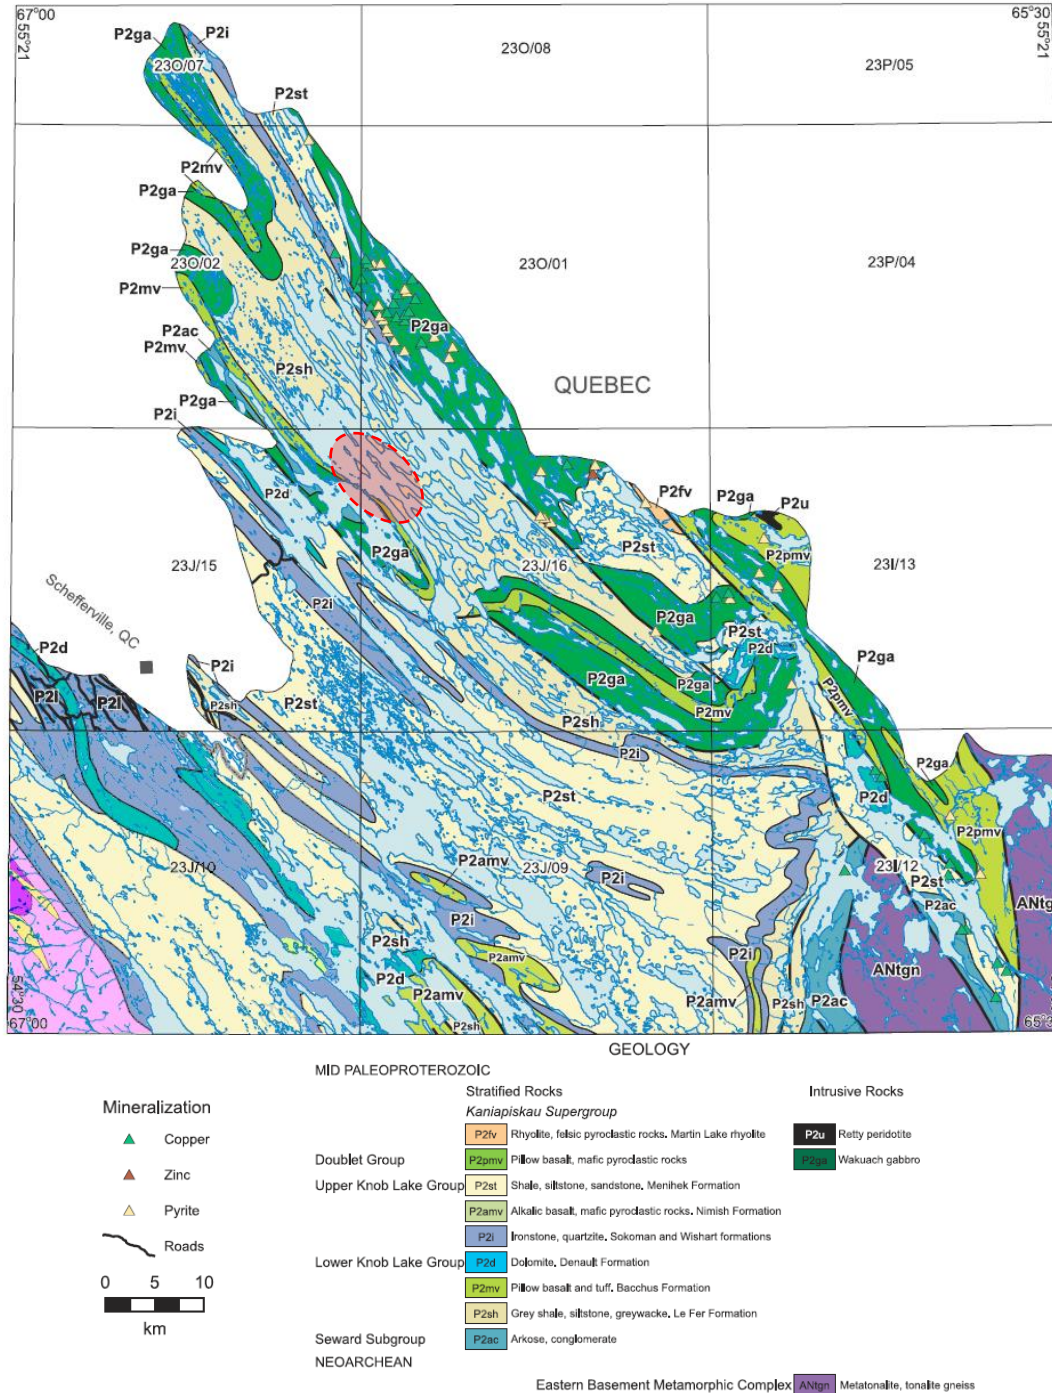 67°00
55°21
65°30
55°21
P2ga
P2i
23O/07
23O/08
23P/05
P2st
P2mv
P2ga
P2ga
23O/02
23O/01
23P/04
P2mv
P2ga
P2ac
P2mv
P2sh
QUEBEC
P2ga
P2i
P2d
P2fv
P2ga
P2u
P2st
P2pmv
P2ga
23J/15
23J/16
23I/13
Schefferville, QC
P2i
P2ga
P2st
P2d
P2d
P2i
P2ga
P2ga
P2ga
P2l
P2l
P2sh
P2st
P2mv
P2pmv
P2sh
P2i
P2ga
P2st
P2d
P2pmv
P2amv
23J/10
23J/09
23I/12
P2i
P2st
P2ac
ANtg
P2i
P2sh
P2amv
P2i
P2d
ANtgn
P2amv
P2amv
P2sh
P2ac
P2sh
54°30
67°00
65°3
GEOLOGY
MID PALEOPROTEROZOIC
Stratified Rocks
Intrusive Rocks
Kaniapiskau Supergroup
Mineralization
Copper
Zinc
Pyrite
Roads
0 5 10
km
P2fv Rhyolite, felsic pyroclastic rocks. Martin Lake rhyolite
P2u Retty peridotite
Doublet Group P2pmv Pillow basalt, mafic pyroclastic rocks
P2ga Wakuach gabbro
Upper Knob Lake Group P2st Shale, siltstone, sandstone. Menihek Formation
P2amv Alkalic basalt, mafic pyroclastic rocks. Nimish Formation
P2i Ironstone, quartzite. Sokoman and Wishart formations
Lower Knob Lake Group P2d Dolomite. Denault Formation
P2mv Pillow basalt and tuff. Bacchus Formation
P2sh Grey shale, siltstone, greywacke. Le Fer Formation
Seward Subgroup P2ac Arkose, conglomerate
NEOARCHEAN
Eastern Basement Metamorphic Complex ANtgn Metatonalite, tonalite gneiss